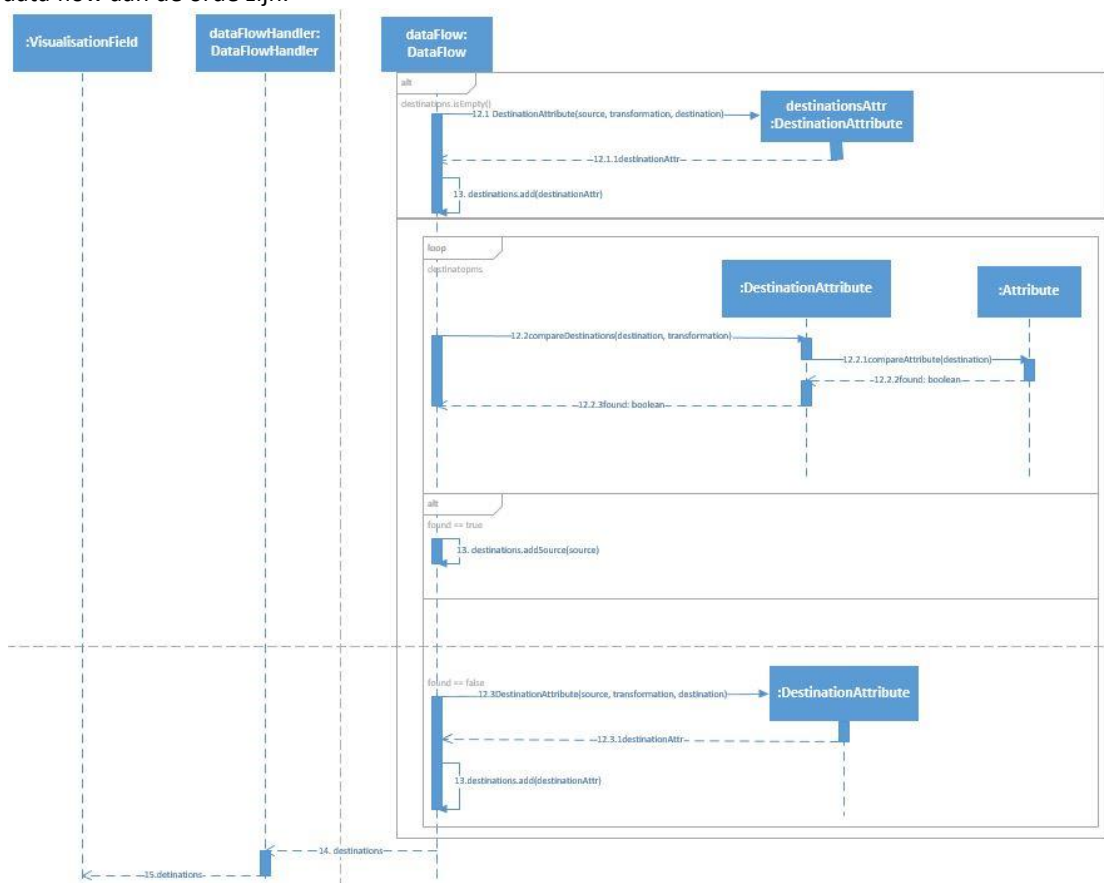 data flow aan de orde zijn.
:VisualisationField
dataFlowHandler:
DataFlowHandler
dataFlow:
DataFlow
alt
destinations.isEmpty()
12.1 DestinationAttribute(source, transformation, destination)
destinationsAttr
:DestinationAttribute
12.1.1destinationAttr
13. destinations.add(destinationAttr)
loop
destinatopms.
:DestinationAttribute
:Attribute
12.2compareDestinations(destination, transformation)
12.2.1compareAttribute(destination)
12.2.2found: boolean
12.2.3found: boolean
alt
found == true
13. destinations.addSource(source)
found == false
12.3DestinationAttribute(source, transformation, destination)
:DestinationAttribute
12.3.1destinationAttr
13.destinations.add(destinationAttr)
14. destinations
15.detinations